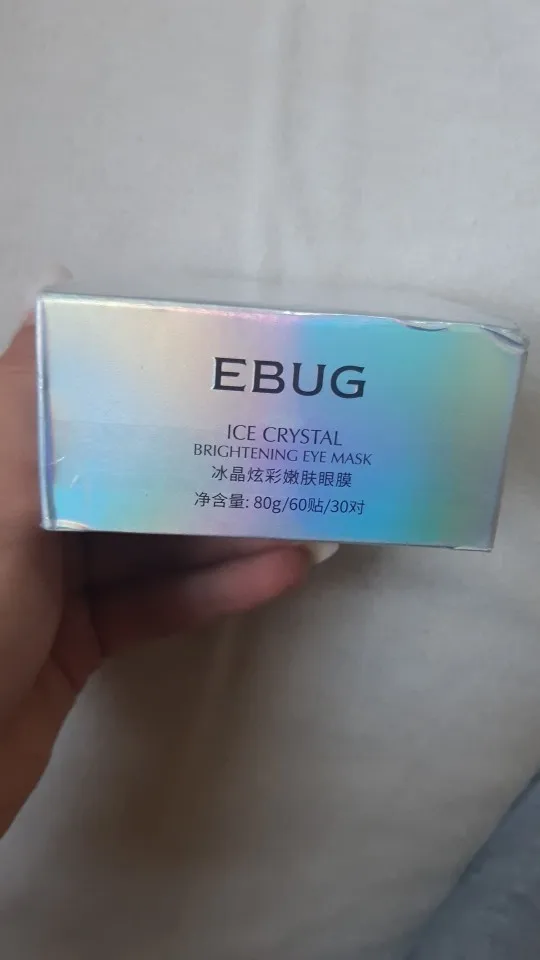 EBUG
ICE CRYSTAL
BRIGHTENING EYE MASK
冰晶炫彩嫩肤眼膜
净含量: 80g/60贴/30对